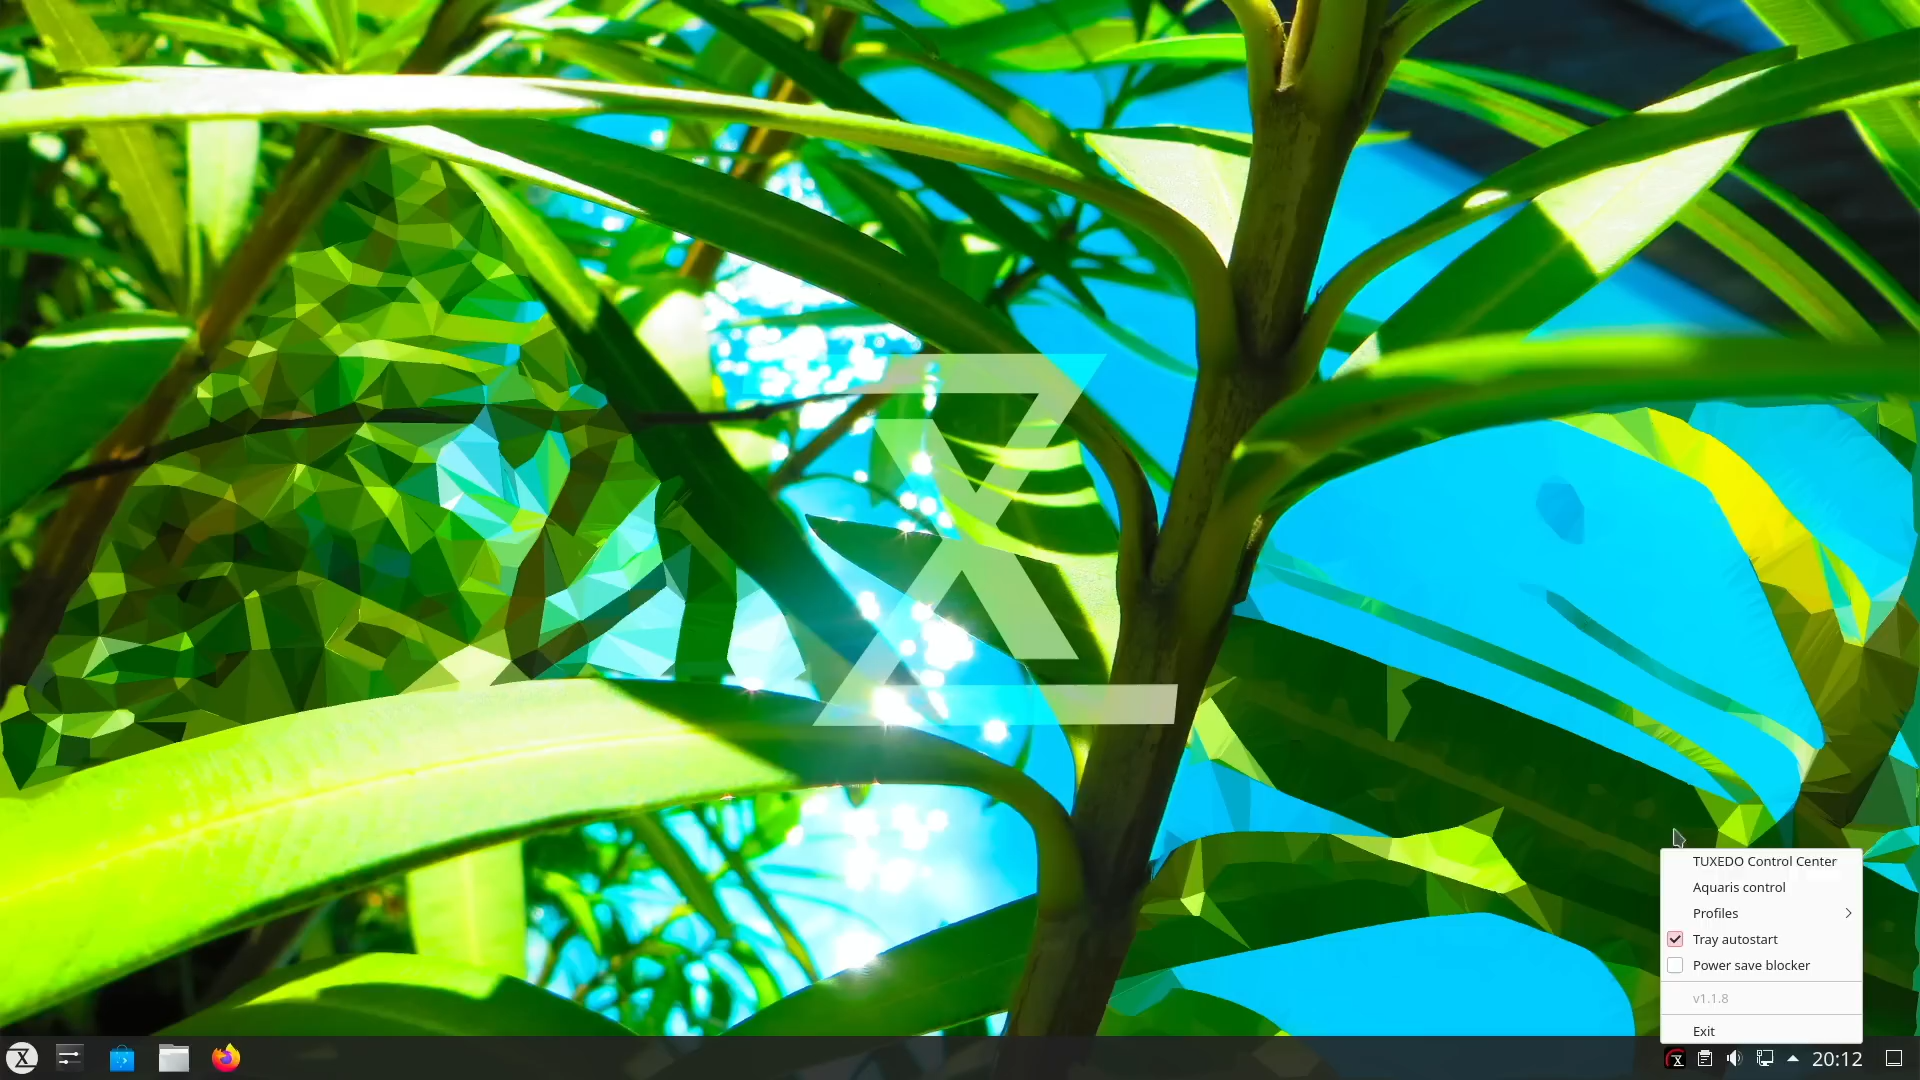 TUXEDO Control Center
Aquaris control
Profiles
Tray autostart
Power save blocker
v1.1.8
Exit
20:12